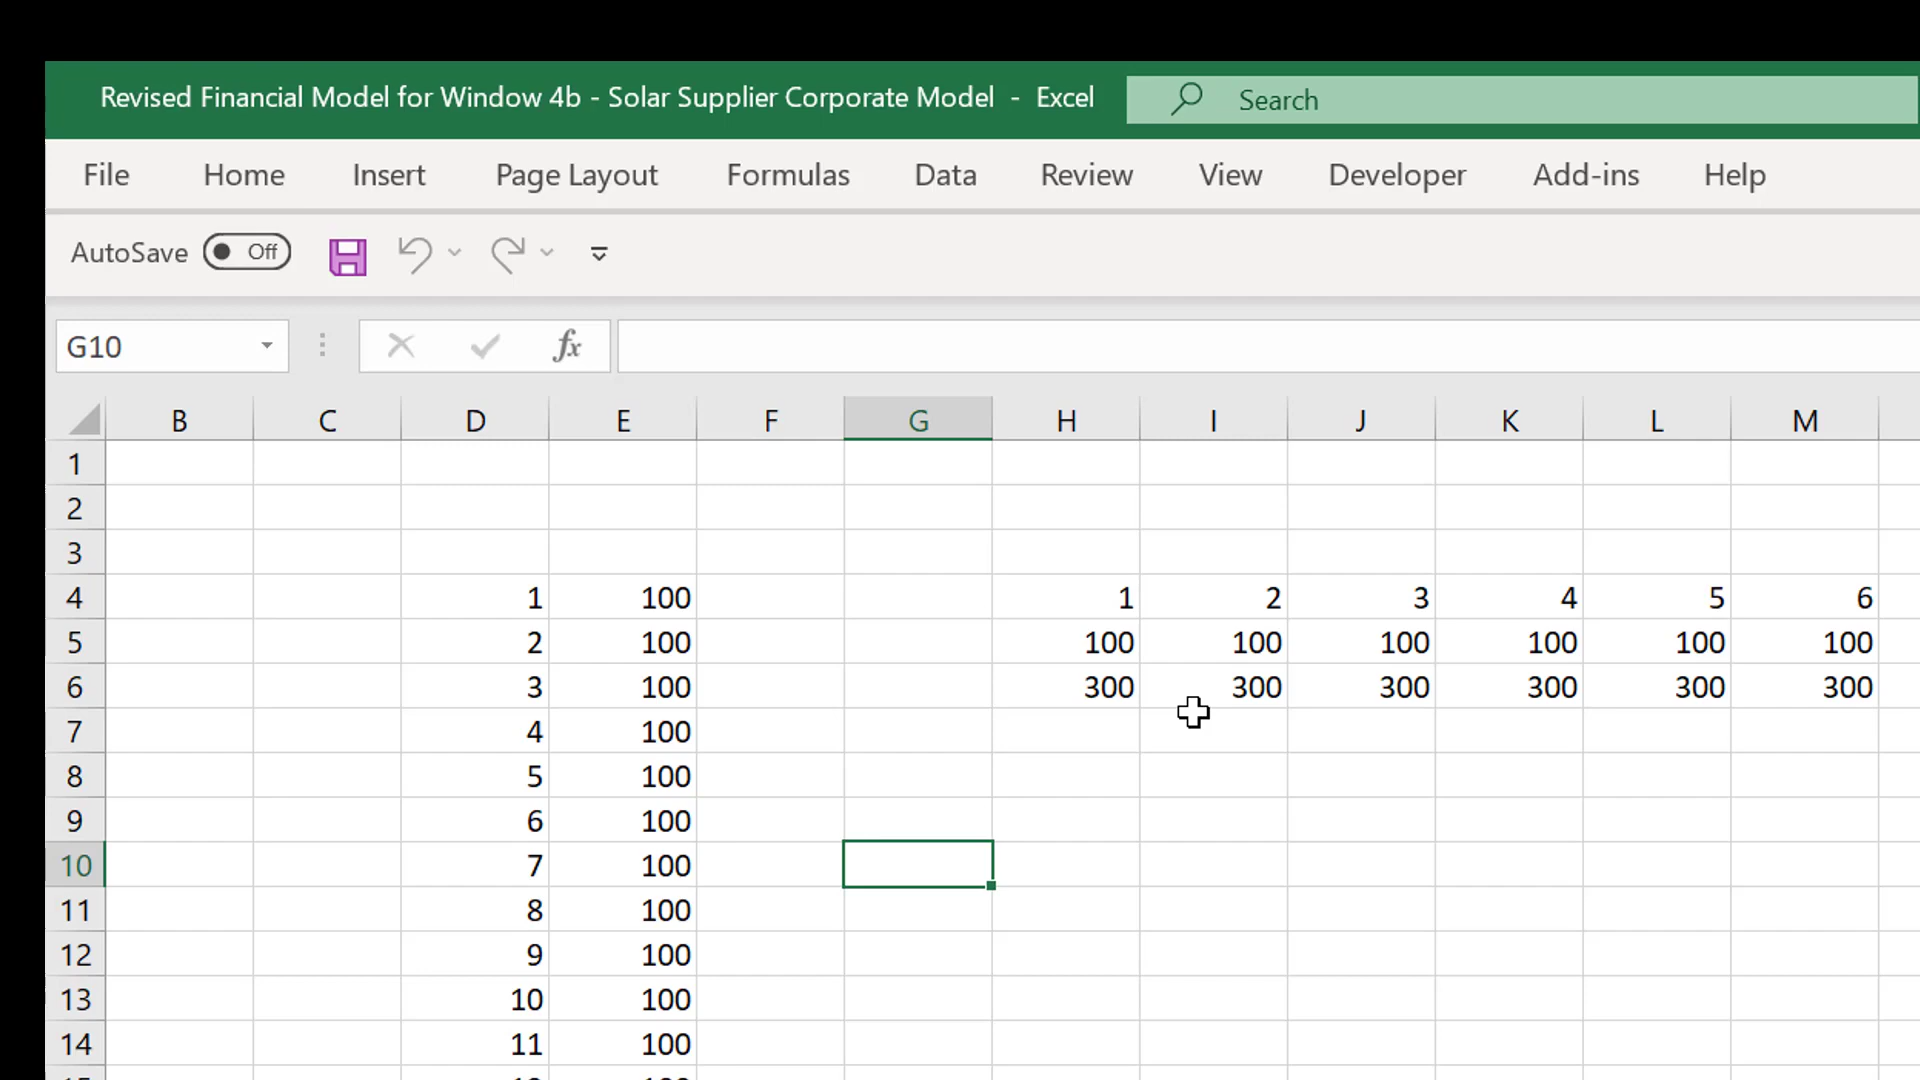 Revised Financial Model for Window 4b - Solar Supplier Corporate Model - Excel Search
File Home Insert Page Layout Formulas Data Review View Developer Add-ins Help
AutoSave Off
G10 fx
B C D E F G H I J K L M
1
2
3
4 1 100 1 2 3 4 5 6
5 2 100 100 100 100 100 100 100
6 3 100 300 300 300 300 300 300
7 4 100
8 5 100
9 6 100
10 7 100
11 8 100
12 9 100
13 10 100
14 11 100